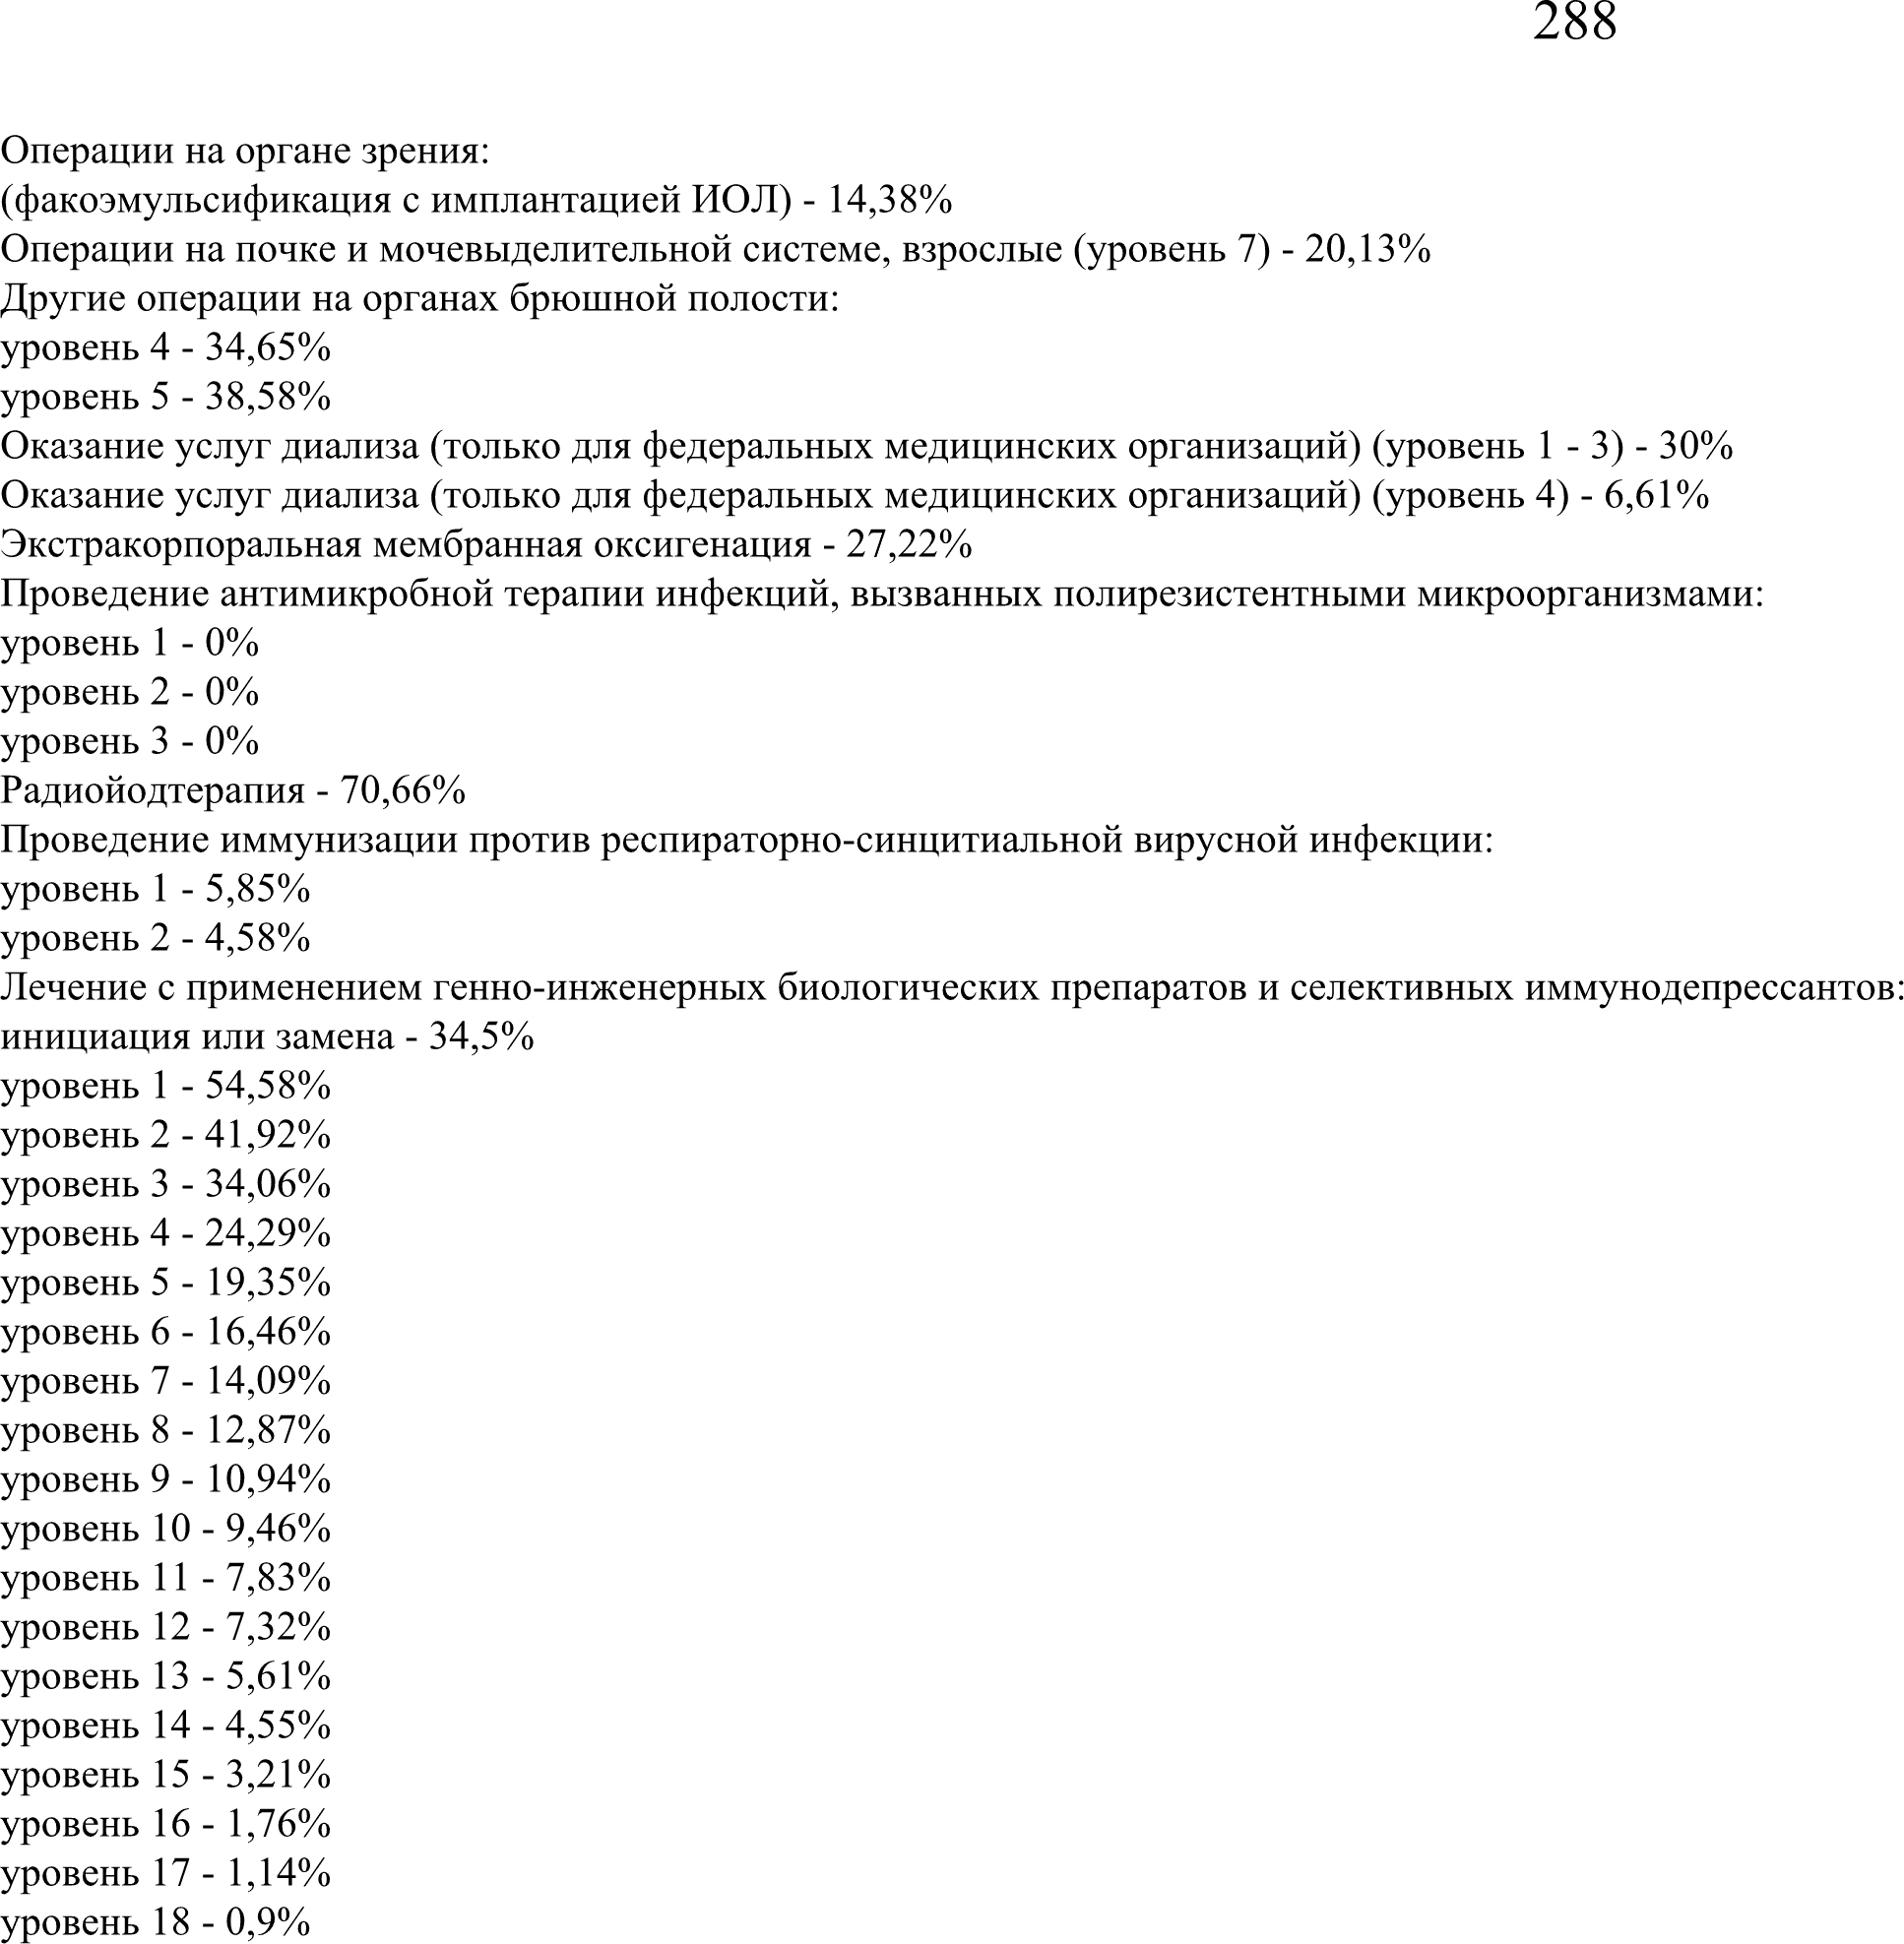 288
Операции на органе зрения:
(факоэмульсификация с имплантацией ИОЛ) - 14,38%
Операции на почке и мочевыделительной системе, взрослые (уровень 7) - 20,13%
Другие операции на органах брюшной полости:
уровень 4 - 34,65%
уровень 5 - 38,58%
Оказание услуг диализа (только для федеральных медицинских организаций) (уровень 1 - 3) - 30%
Оказание услуг диализа (только для федеральных медицинских организаций) (уровень 4) - 6,61%
Экстракорпоральная мембранная оксигенация - 27,22%
Проведение антимикробной терапии инфекций, вызванных полирезистентными микроорганизмами:
уровень 1 - 0%
уровень 2 - 0%
уровень 3 - 0%
Радиойодтерапия - 70,66%
Проведение иммунизации против респираторно-синцитиальной вирусной инфекции:
уровень 1 - 5,85%
уровень 2 - 4,58%
Лечение с применением генно-инженерных биологических препаратов и селективных иммунодепрессантов:
инициация или замена - 34,5%
уровень 1 - 54,58%
уровень 2 - 41,92%
уровень 3 - 34,06%
уровень 4 - 24,29%
уровень 5 - 19,35%
уровень 6 - 16,46%
уровень 7 - 14,09%
уровень 8 - 12,87%
уровень 9 - 10,94%
уровень 10 - 9,46%
уровень 11 - 7,83%
уровень 12 - 7,32%
уровень 13 - 5,61%
уровень 14 - 4,55%
уровень 15 - 3,21%
уровень 16 - 1,76%
уровень 17 - 1,14%
уровень 18 - 0,9%